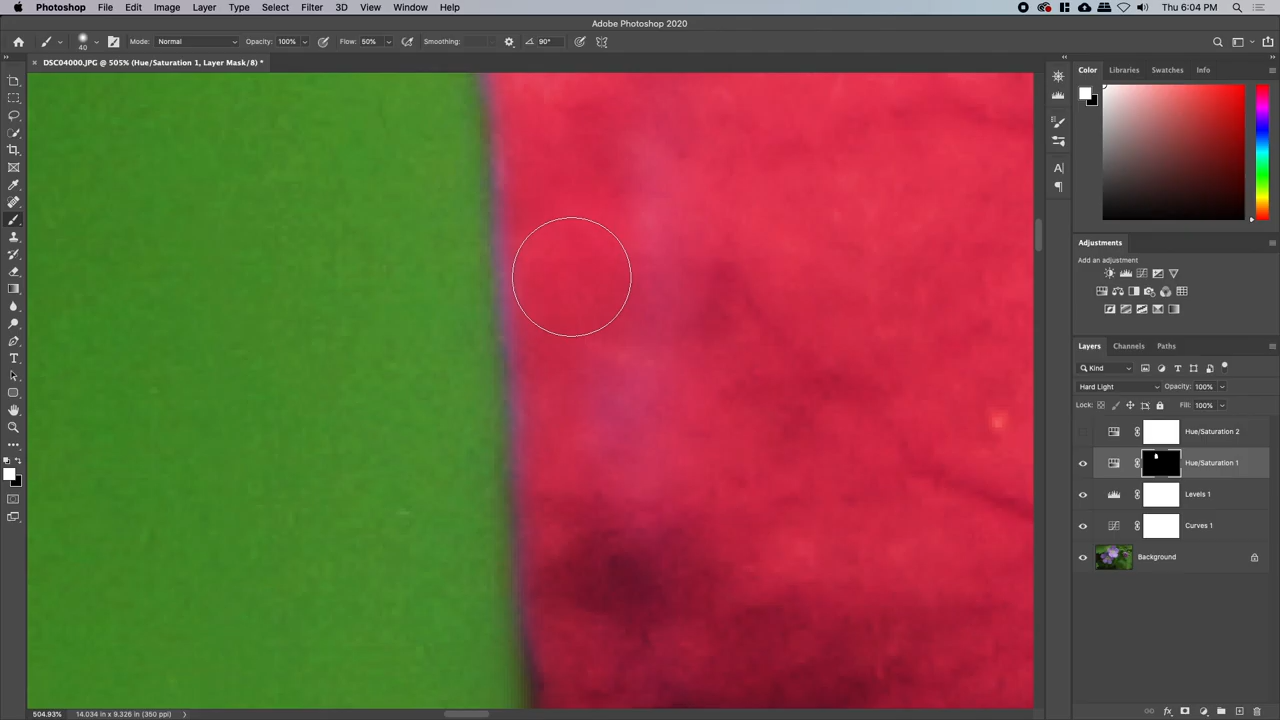 Photoshop File Edit Image Layer Type Select Filter 3D View Window Help Thu 6:04 PM
Adobe Photoshop 2020
40 Mode: Normal Opacity: 100% Flow: 50% Smoothing: 90°
× DSC04000.JPG @ 505% (Hue/Saturation 1, Layer Mask/8) *
Color Libraries Swatches Info
Adjustments
Add an adjustment
Layers Channels Paths
Kind
Hard Light Opacity: 100%
Lock: Fill: 100%
Hue/Saturation 2
Hue/Saturation 1
Levels 1
Curves 1
Background
504.93% 14.034 in x 9.326 in (350 ppi)